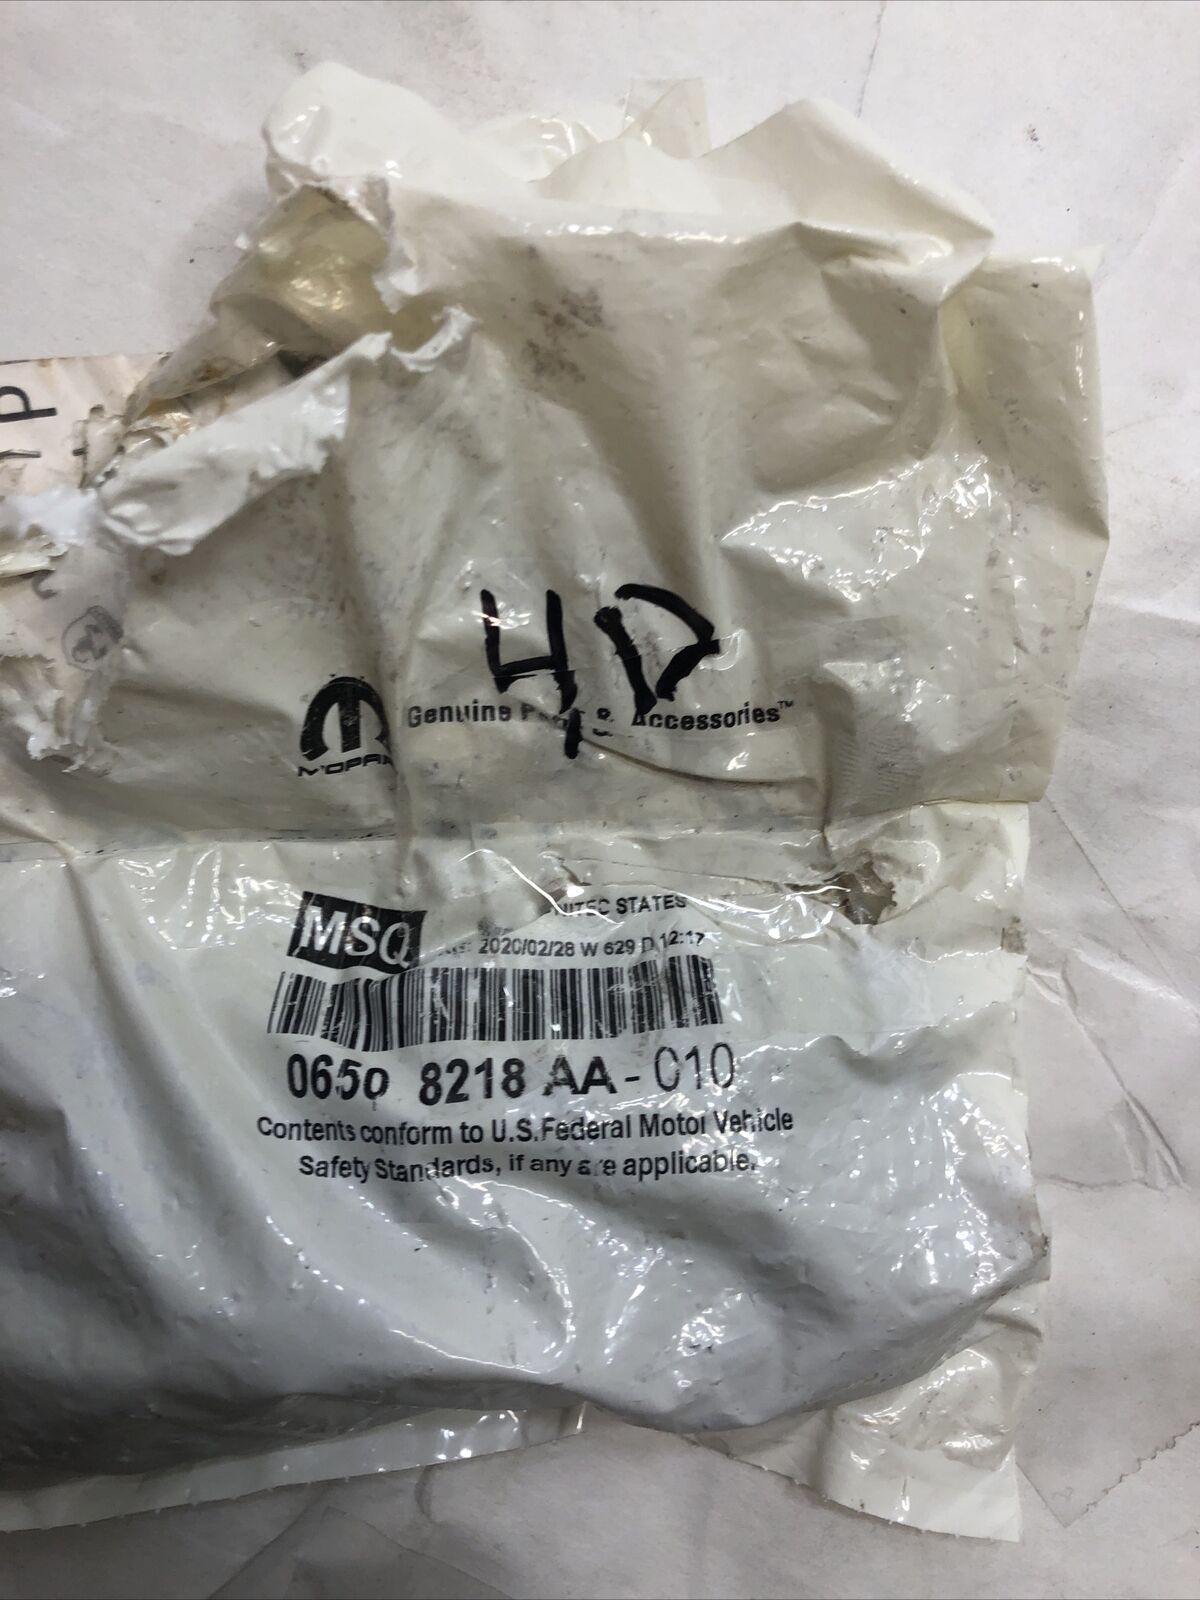 4D
MOPAR
Genuine Parts & Accessories™
UNITED STATES
MSQ
2020/02/28 W 629 D 12:17
0650 8218 AA - 010
Contents conform to U.S. Federal Motor Vehicle
Safety Standards, if any are applicable.